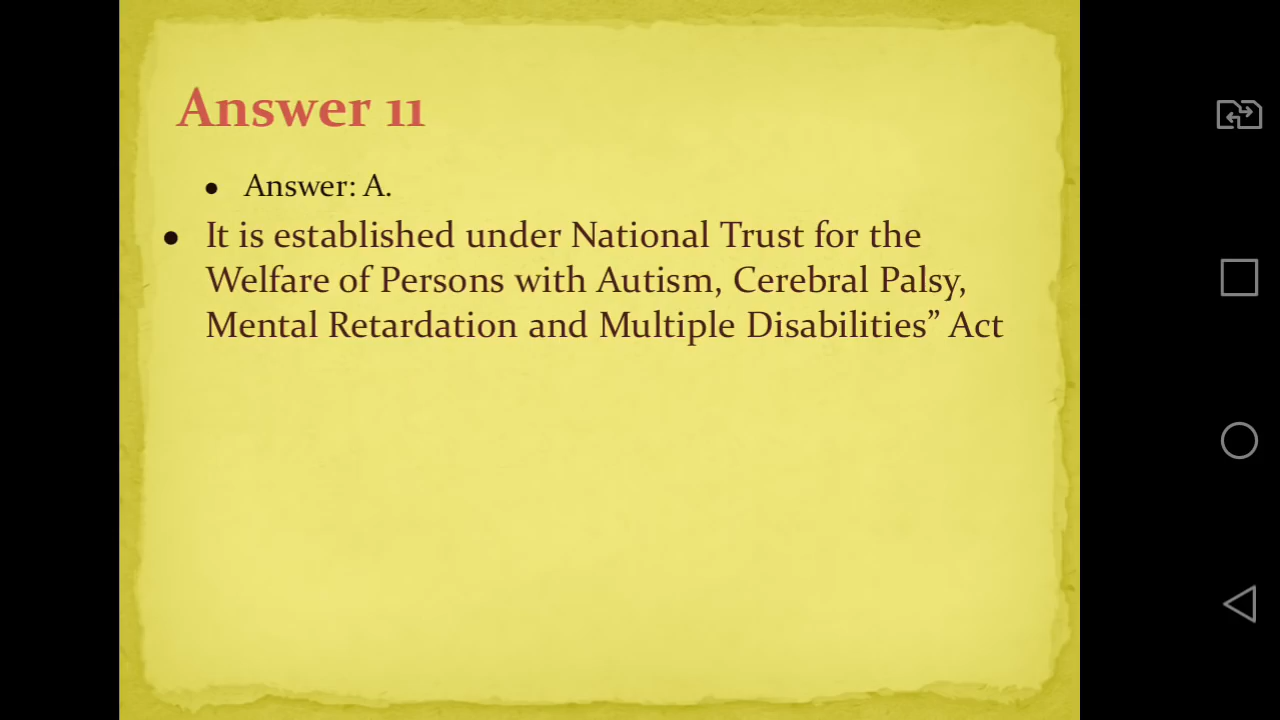 Answer 11
• Answer: A.
• It is established under National Trust for the
Welfare of Persons with Autism, Cerebral Palsy,
Mental Retardation and Multiple Disabilities” Act